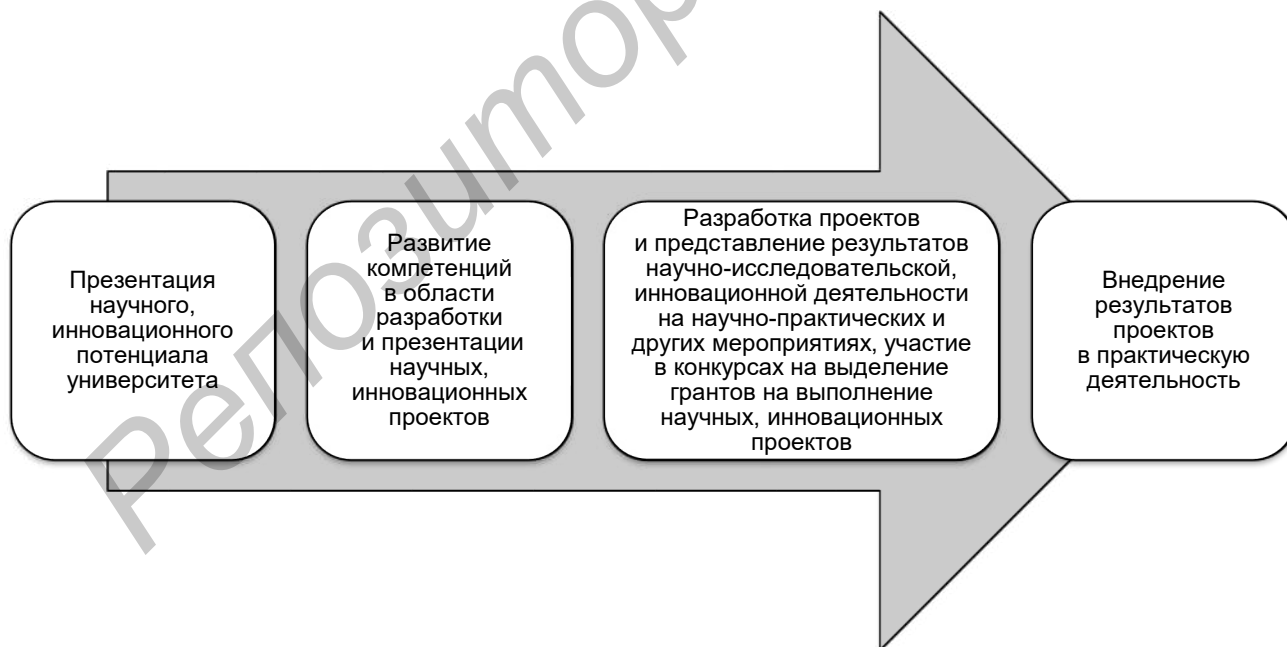 Презентация
научного,
инновационного
потенциала
университета
Развитие
компетенций
в области
разработки
и презентации
научных,
инновационных
проектов
Разработка проектов
и представление результатов
научно-исследовательской,
инновационной деятельности
на научно-практических и
других мероприятиях, участие
в конкурсах на выделение
грантов на выполнение
научных, инновационных
проектов
Внедрение
результатов
проектов
в практическую
деятельность